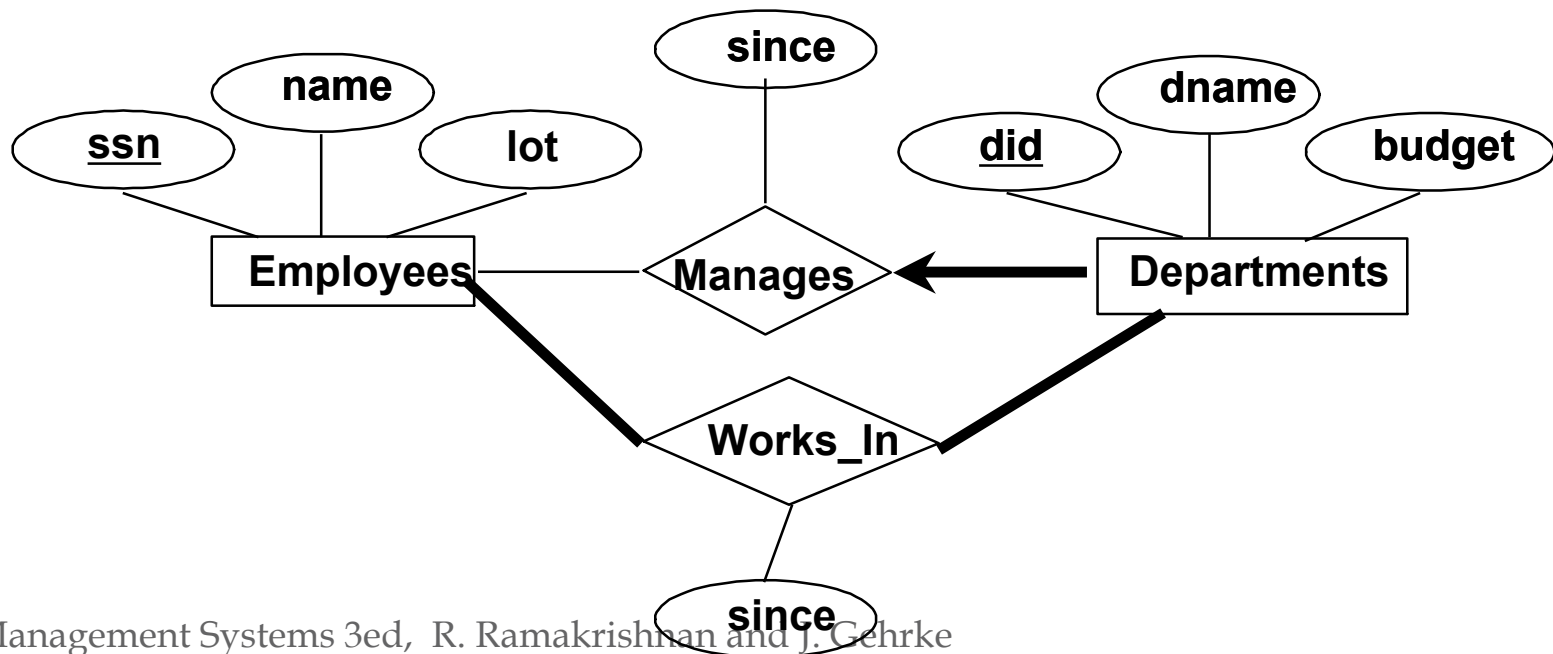 since
name
dname
ssn
lot
did
budget
Employees
Manages
Departments
Works_In
since
Management Systems 3ed, R. Ramakrishnan and J. Gehrke